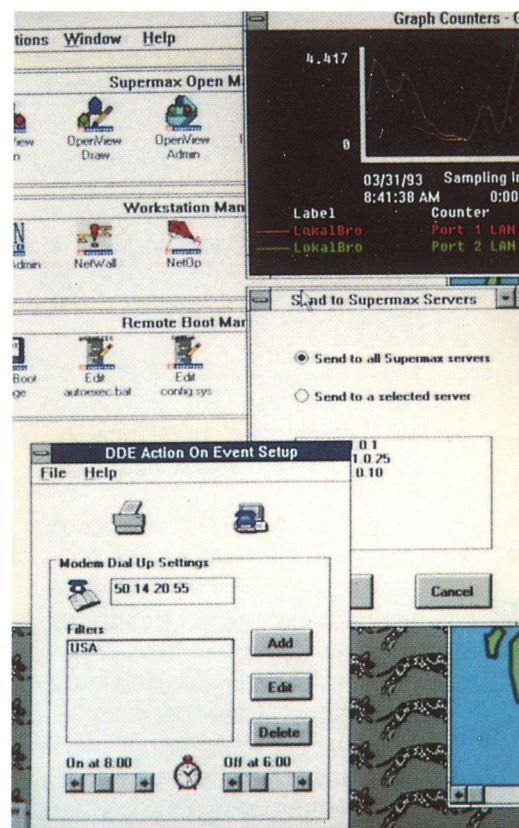 tions Window Help
Supermax Open M
View
OpenView
Draw
OpenView
Admin
Workstation Man
Admin
NetWall
NetOp
Remote Boot Mar
Boot
ge
Edit
autoexec.bat
Edit
config.sys
Graph Counters - G
4.417
0
03/31/93 Sampling In
8:41:38 AM 0:00
Label Counter
LokalBro Port 1 LAN
LokalBro Port 2 LAN
Send to Supermax Servers
Send to all Supermax servers
Send to a selected server
0 1
1.0.25
0.10
Cancel
DDE Action On Event Setup
File Help
Modem Dial Up Settings
50 14 20 55
Filters
USA
Add
Edit
Delete
On at 8:00 Off at 6:00